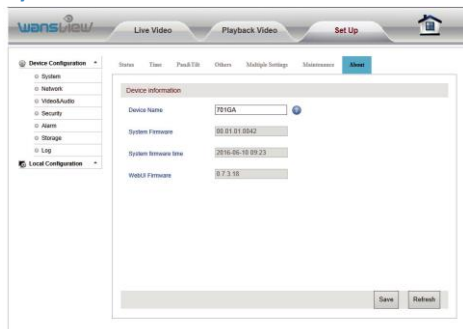 wansview
Live Video Playback Video Set Up
Device Configuration
System
Network
Video&Audio
Security
Alarm
Storage
Log
Local Configuration
Status Time Pan&Tilt Others Multiple Settings Maintenance About
Device information
Device Name 701GA
System Firmware 00.01.01.0042
System firmware time 2016-06-10 09:23
WebUI Firmware 0.7.3.18
Save Refresh